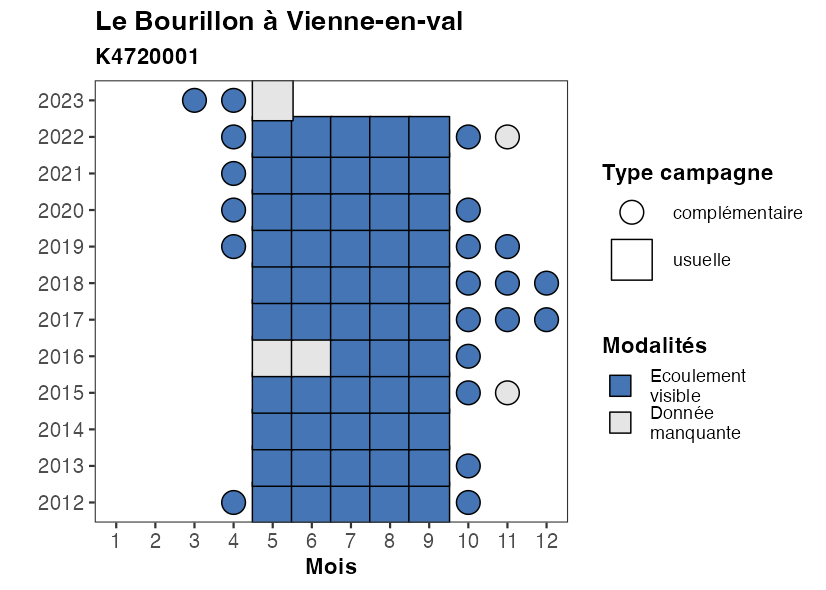 Le Bourillon à Vienne-en-val
K4720001
2023
2022
2021
2020
2019
2018
2017
2016
2015
2014
2013
2012
1 2 3 4 5 6 7 8 9 10 11 12
Mois
Type campagne
complémentaire
usuelle
Modalités
Ecoulement
visible
Donnée
manquante